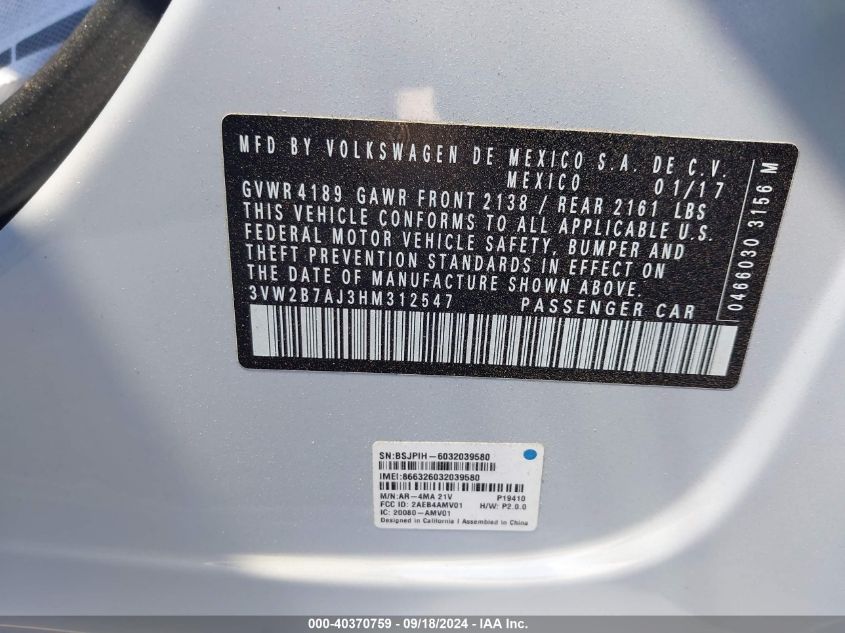 MFD BY VOLKSWAGEN DE MEXICO S.A. DE C.V.
MEXICO 01/17
GVWR 4189 GAWR FRONT 2138 / REAR 2161 LBS
THIS VEHICLE CONFORMS TO ALL APPLICABLE U.S.
FEDERAL MOTOR VEHICLE SAFETY, BUMPER AND
THEFT PREVENTION STANDARDS IN EFFECT ON
THE DATE OF MANUFACTURE SHOWN ABOVE.
3VW2B7AJ3HM312547 PASSENGER CAR
0466030 3156 M
SN:BSJPIH-6032039580
IMEI:866326032039580
M/N:AR-4MA 21V P19410
FCC ID: 2AEB4AMV01 H/W: P2.0.0
IC: 20080-AMV01
Designed in California I Assembled in China
000-40370759 - 09/18/2024 - IAA Inc.